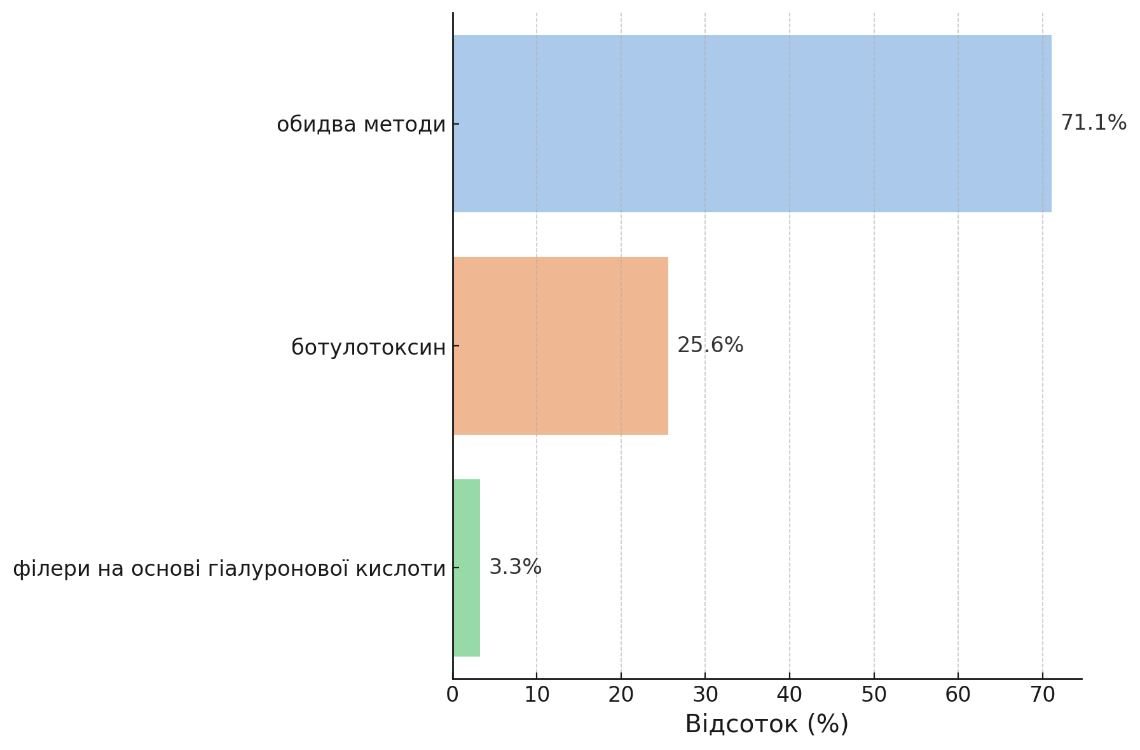 обидва методи
71.1%
ботулотоксин
25.6%
філери на основі гіалуронової кислоти
3.3%
0 10 20 30 40 50 60 70
Відсоток (%)